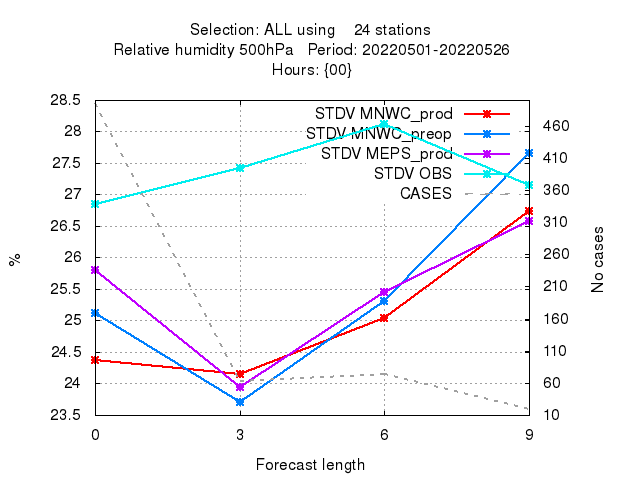 Selection: ALL using    24 stations
Relative humidity 500hPa   Period: 20220501-20220526
Hours: {00}
28.5
28
27.5
27
26.5
26
25.5
25
24.5
24
23.5
%
STDV MNWC_prod
STDV MNWC_preop
STDV MEPS_prod
STDV OBS
CASES
460
410
360
310
260
210
160
110
60
10
No cases
0 3 6 9
Forecast length